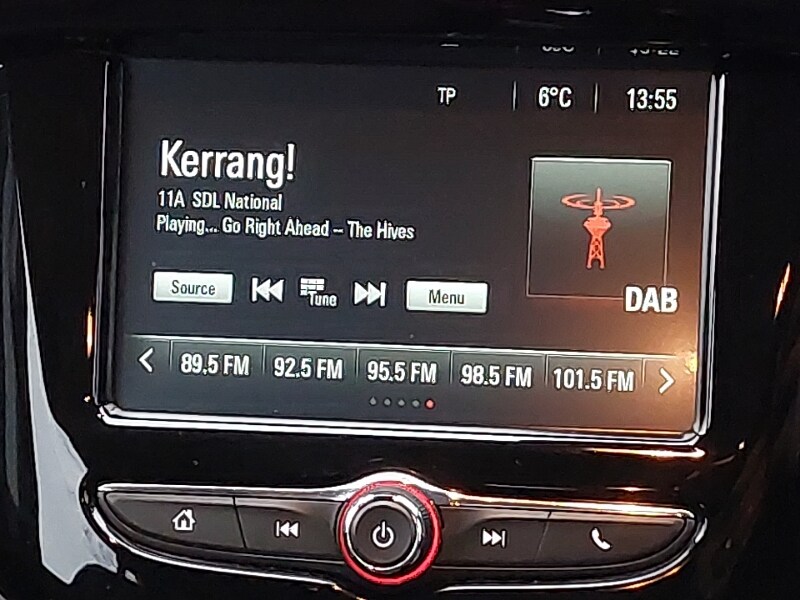 TP 6°C 13:55
Kerrang!
11A SDL National
Playing... Go Right Ahead – The Hives
Source Tune Menu
DAB
89.5 FM 92.5 FM 95.5 FM 98.5 FM 101.5 FM